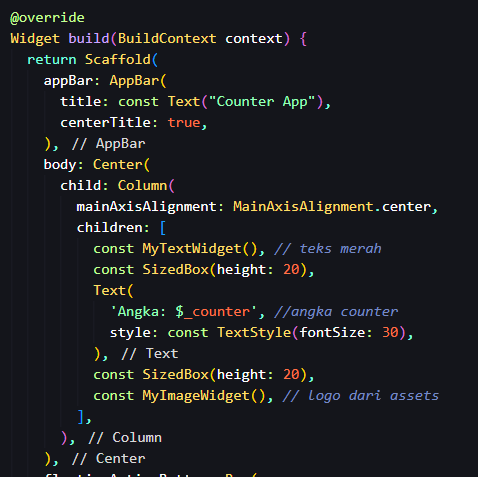 @override
Widget build(BuildContext context) {
  return Scaffold(
    appBar: AppBar(
      title: const Text("Counter App"),
      centerTitle: true,
    ), // AppBar
    body: Center(
      child: Column(
        mainAxisAlignment: MainAxisAlignment.center,
        children: [
          const MyTextWidget(), // teks merah
          const SizedBox(height: 20),
          Text(
            'Angka: $_counter', //angka counter
            style: const TextStyle(fontSize: 30),
          ), // Text
          const SizedBox(height: 20),
          const MyImageWidget(), // logo dari assets
        ],
      ), // Column
    ), // Center